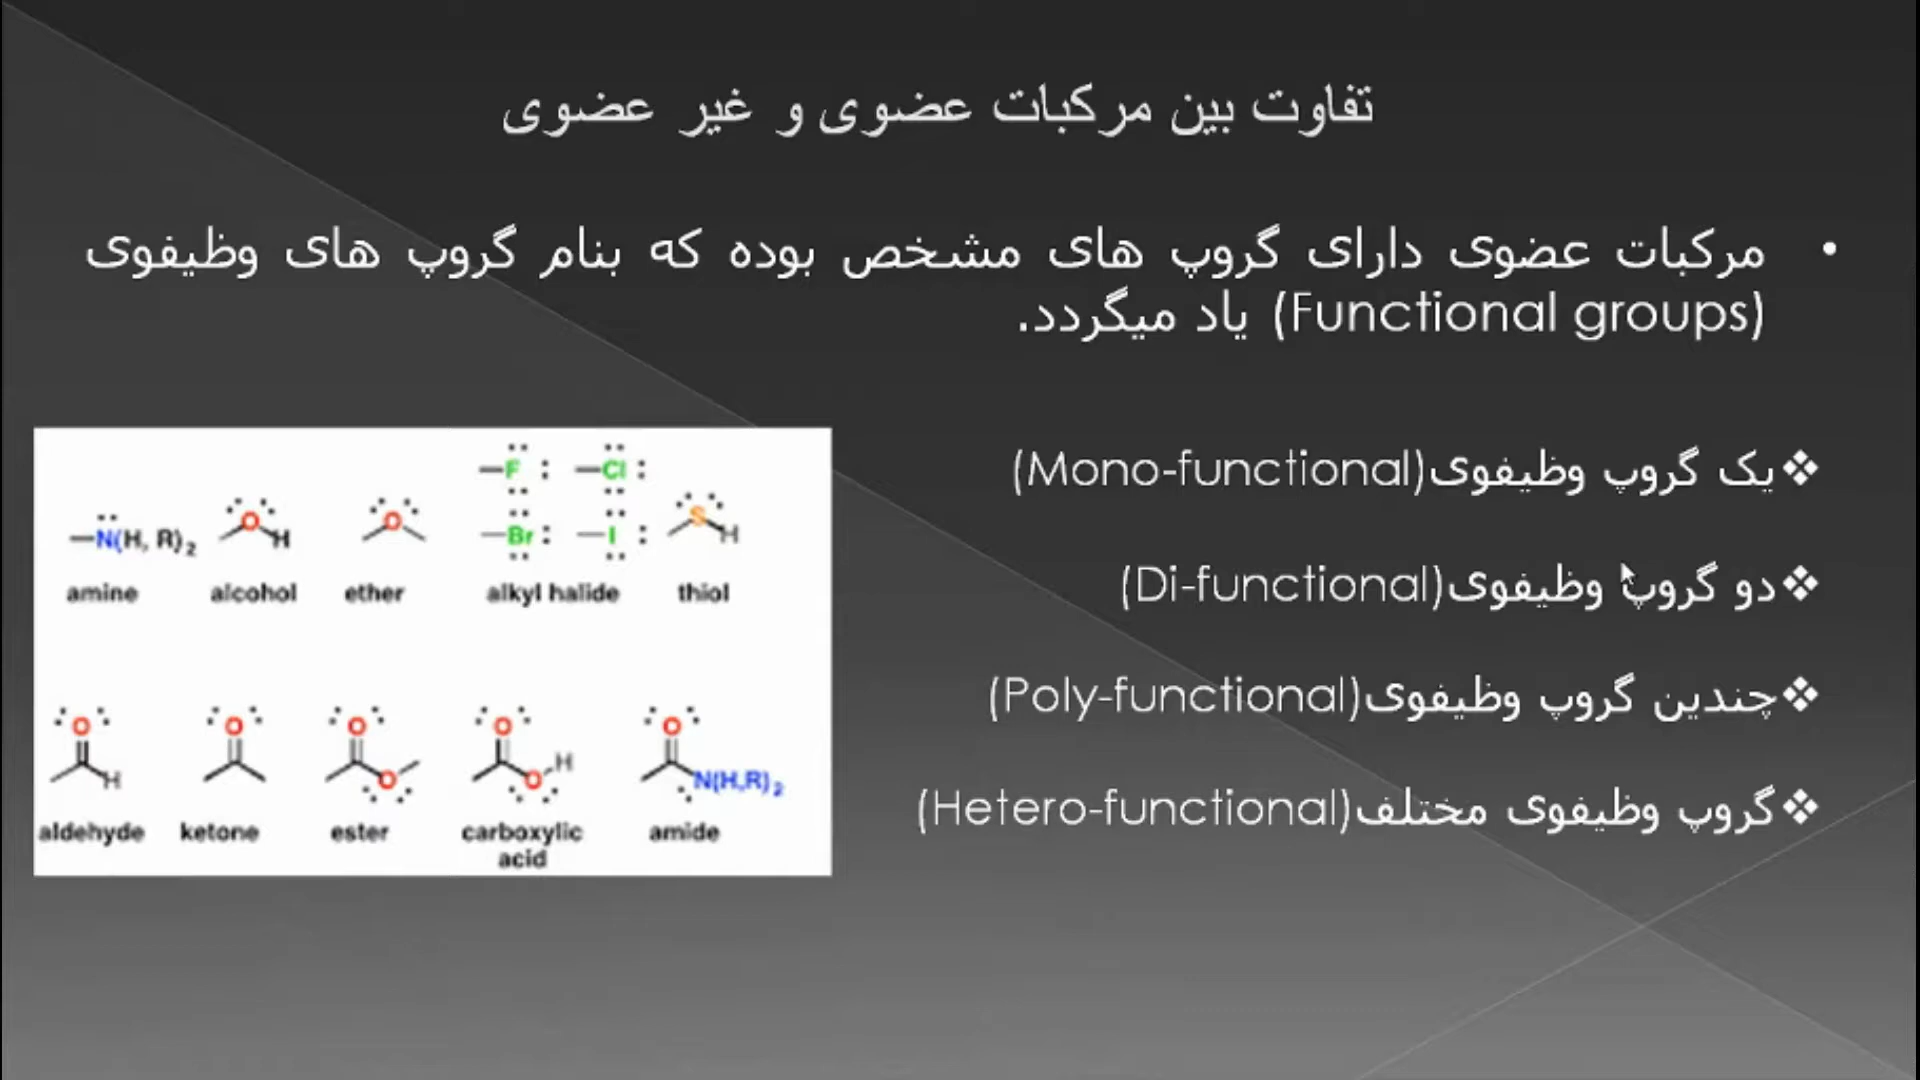 تفاوت بین مرکبات عضوی و غیر عضوی
• مرکبات عضوی دارای گروپ های مشخص بوده که بنام گروپ های وظیفوی
(Functional groups) یاد میگردد.
❖یک گروپ وظیفوی(Mono-functional)
❖دو گروپ وظیفوی(Di-functional)
❖چندین گروپ وظیفوی(Poly-functional)
❖گروپ وظیفوی مختلف(Hetero-functional)
F Cl
N(H, R)2 O H O Br I S H
amine alcohol ether alkyl halide thiol
O O O O O
H O O H N(H,R)2
aldehyde ketone ester carboxylic amide
acid